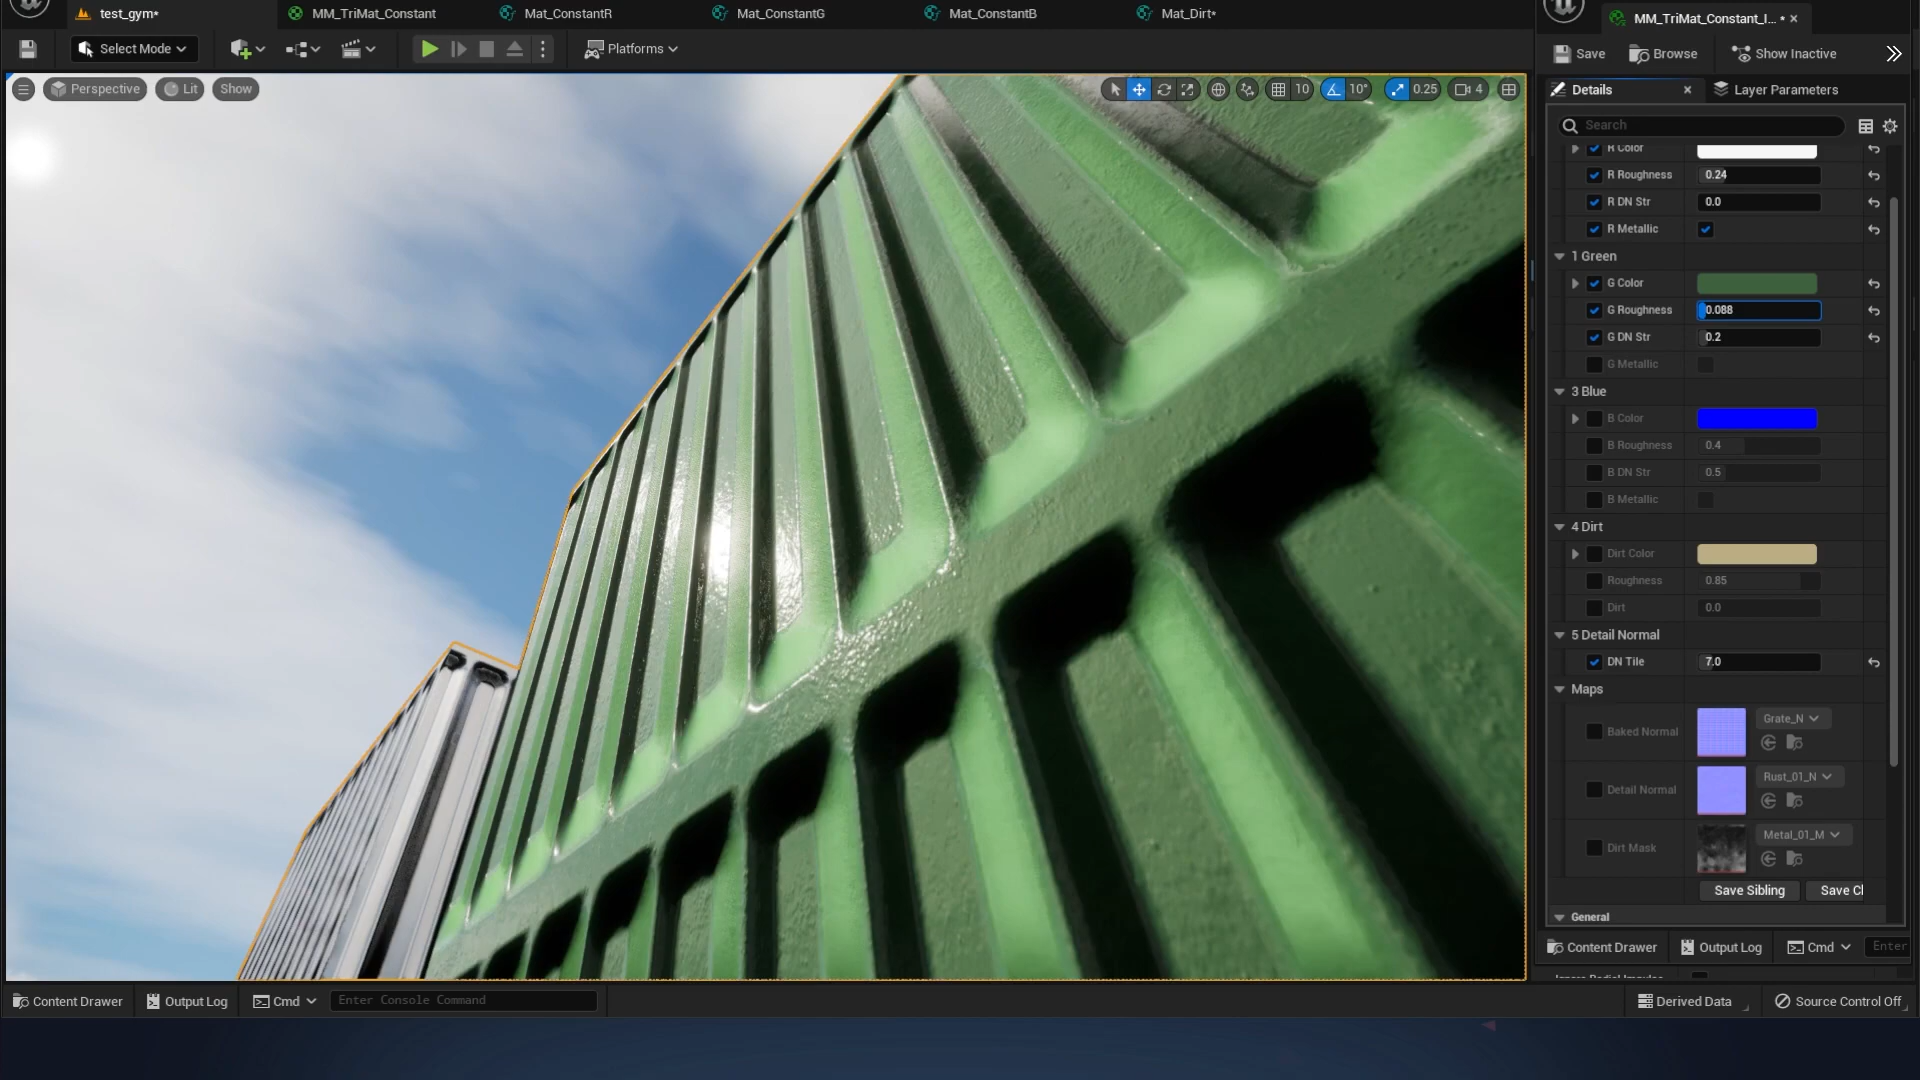 test_gym*
MM_TriMat_Constant
Mat_ConstantR
Mat_ConstantG
Mat_ConstantB
Mat_Dirt*
MM_TriMat_Constant_I... *
Select Mode
Platforms
Save
Browse
Show Inactive
Perspective
Lit
Show
10
10°
0.25
4
Details
Layer Parameters
Search
R Color
R Roughness 0.24
R DN Str 0.0
R Metallic
1 Green
G Color
G Roughness 0.088
G DN Str 0.2
G Metallic
3 Blue
B Color
B Roughness 0.4
B DN Str 0.5
B Metallic
4 Dirt
Dirt Color
Roughness 0.85
Dirt 0.0
5 Detail Normal
DN Tile 7.0
Maps
Baked Normal Grate_N
Detail Normal Rust_01_N
Dirt Mask Metal_01_M
Save Sibling Save Cl
General
Content Drawer Output Log Cmd Enter
Content Drawer Output Log Cmd Enter Console Command
Derived Data Source Control Off